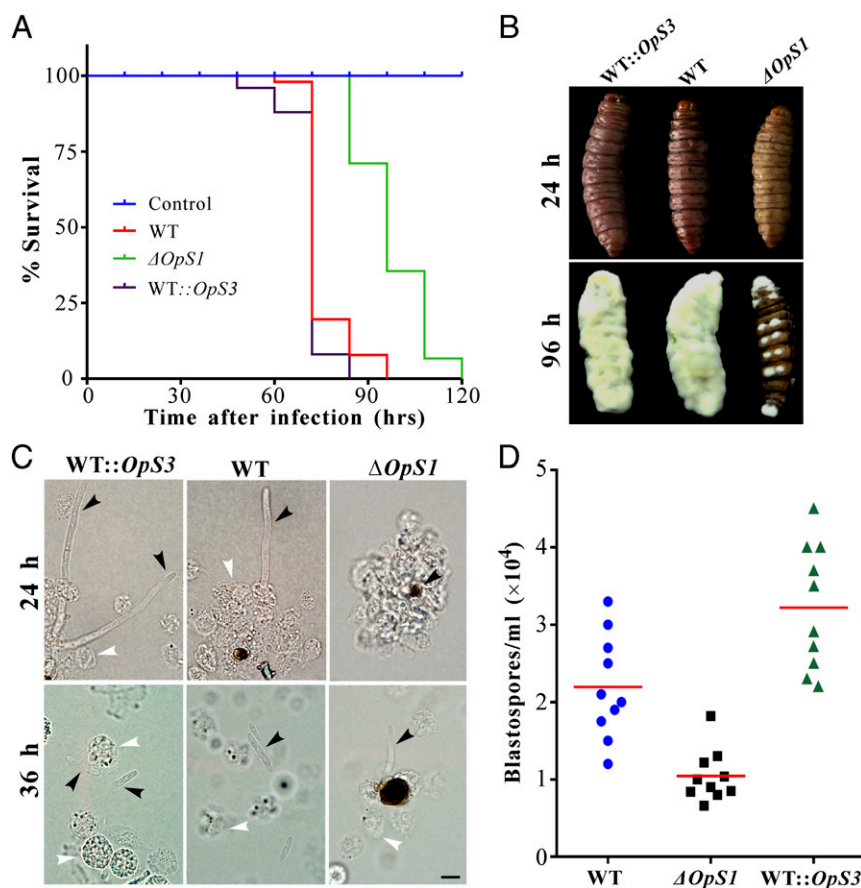 A
100
75
50
25
0
% Survival
Control
WT
ΔOpS1
WT::OpS3
0 30 60 90 120
Time after infection (hrs)
B
WT::OpS3 WT ΔOpS1
24 h
96 h
C
WT::OpS3 WT ΔOpS1
24 h
36 h
D
5
4
3
2
1
0
Blastospores/ml (×10⁴)
WT ΔOpS1 WT::OpS3